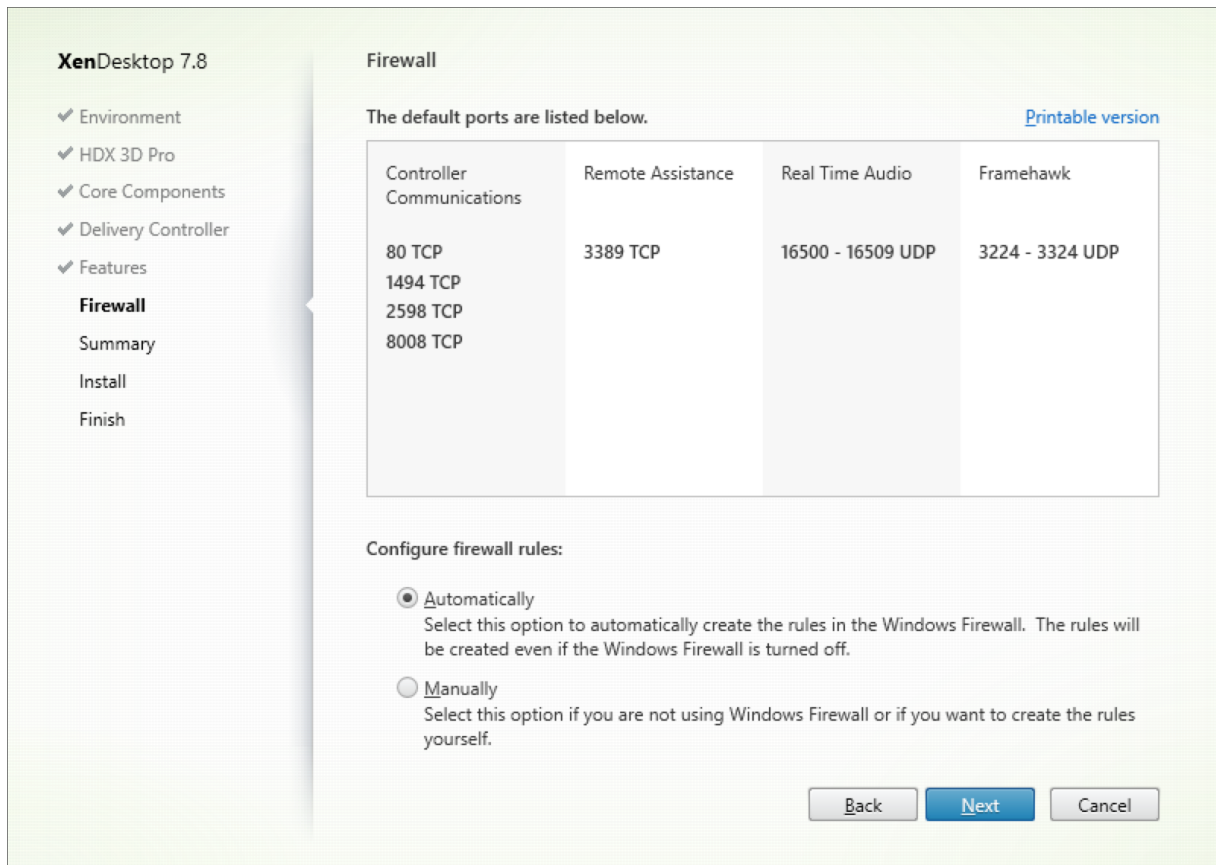 XenDesktop 7.8
Environment
HDX 3D Pro
Core Components
Delivery Controller
Features
Firewall
Summary
Install
Finish
Firewall
The default ports are listed below.
Printable version
Controller
Communications
80 TCP
1494 TCP
2598 TCP
8008 TCP
Remote Assistance
3389 TCP
Real Time Audio
16500 - 16509 UDP
Framehawk
3224 - 3324 UDP
Configure firewall rules:
Automatically
Select this option to automatically create the rules in the Windows Firewall.  The rules will
be created even if the Windows Firewall is turned off.
Manually
Select this option if you are not using Windows Firewall or if you want to create the rules
yourself.
Back
Next
Cancel